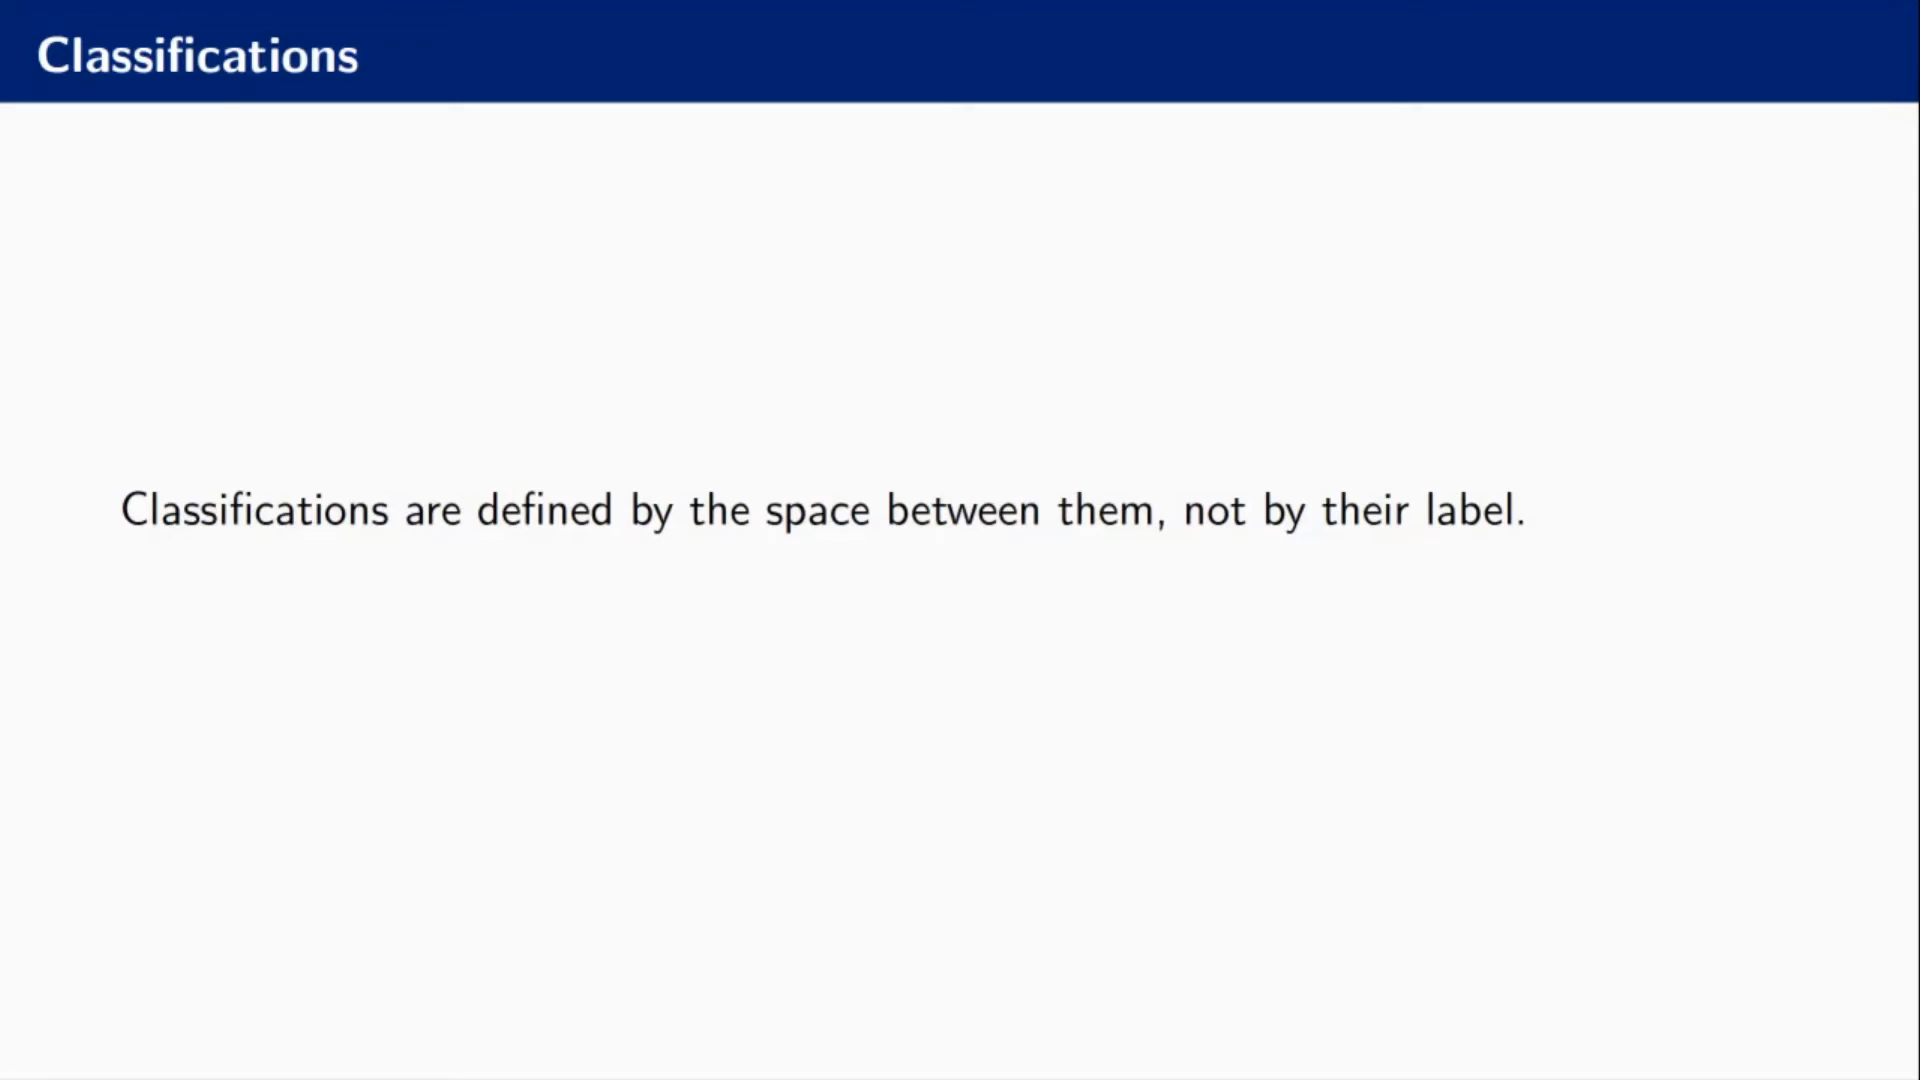 Classifications
Classifications are defined by the space between them, not by their label.